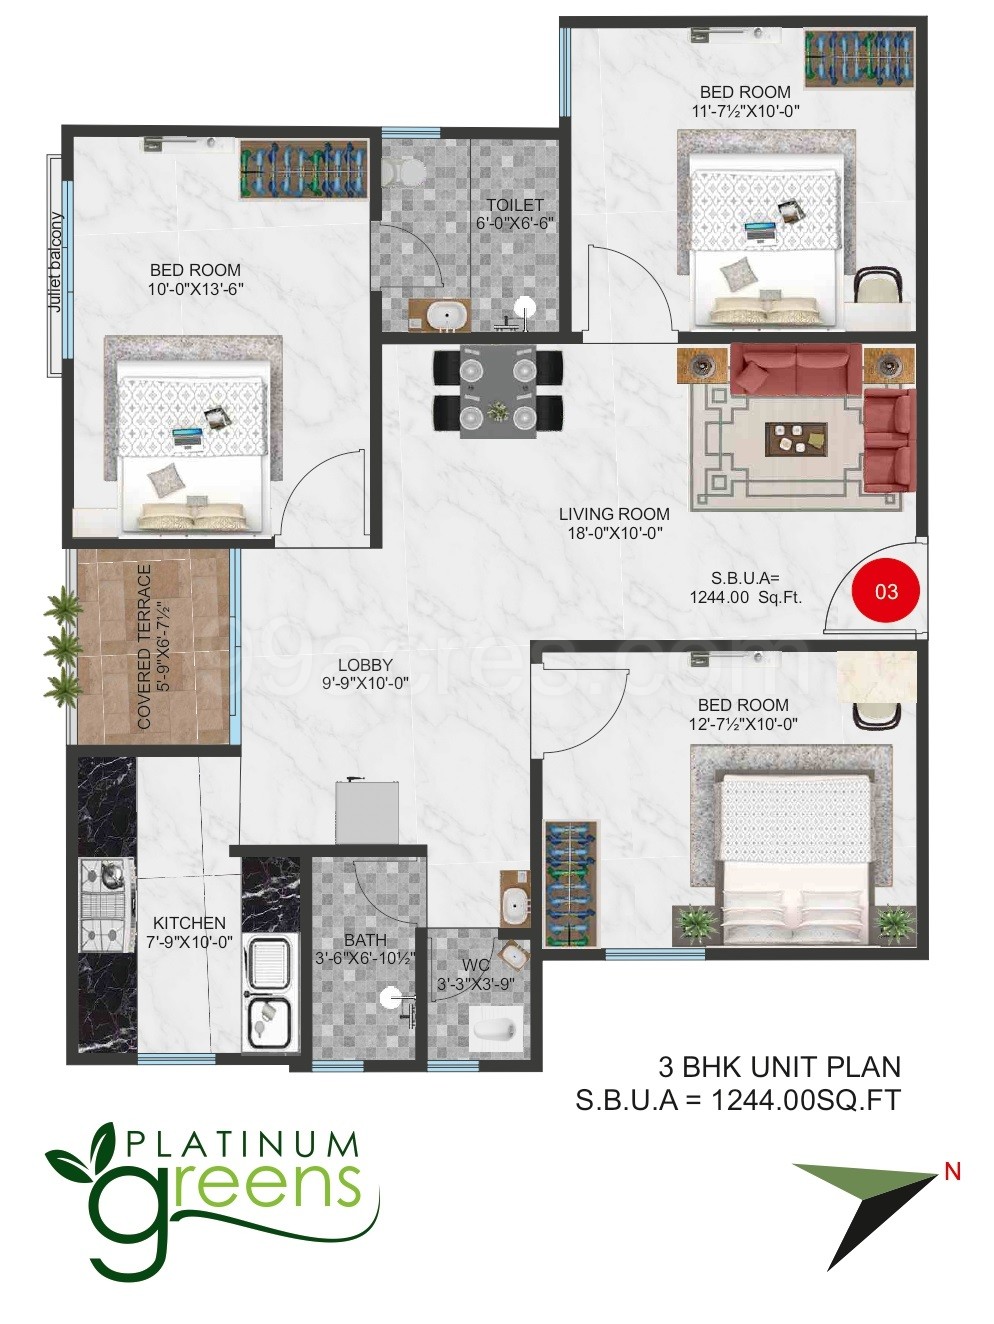 BED ROOM
11'-7½"X10'-0"
TOILET
6'-0"X6'-6"
Juliet balcony
BED ROOM
10'-0"X13'-6"
LIVING ROOM
18'-0"X10'-0"
S.B.U.A=
1244.00 Sq.Ft.
03
COVERED TERRACE
5'-9"X6'-7½"
LOBBY
9'-9"X10'-0"
99acres.com
BED ROOM
12'-7½"X10'-0"
KITCHEN
7'-9"X10'-0"
BATH
3'-6"X6'-10½"
WC
3'-3"X3'-9"
3 BHK UNIT PLAN
S.B.U.A = 1244.00SQ.FT
PLATINUM
greens
N